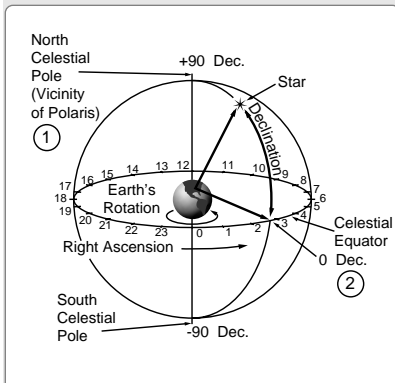 North
Celestial
Pole
(Vicinity
of Polaris)
1
+90 Dec.
Star
Declination
12
13
14
15
16
17
18
19
20
21
22
23
0
1
2
3
4
5
6
7
8
9
10
11
Earth's
Rotation
Right Ascension
Celestial
Equator
0 Dec.
2
South
Celestial
Pole
-90 Dec.